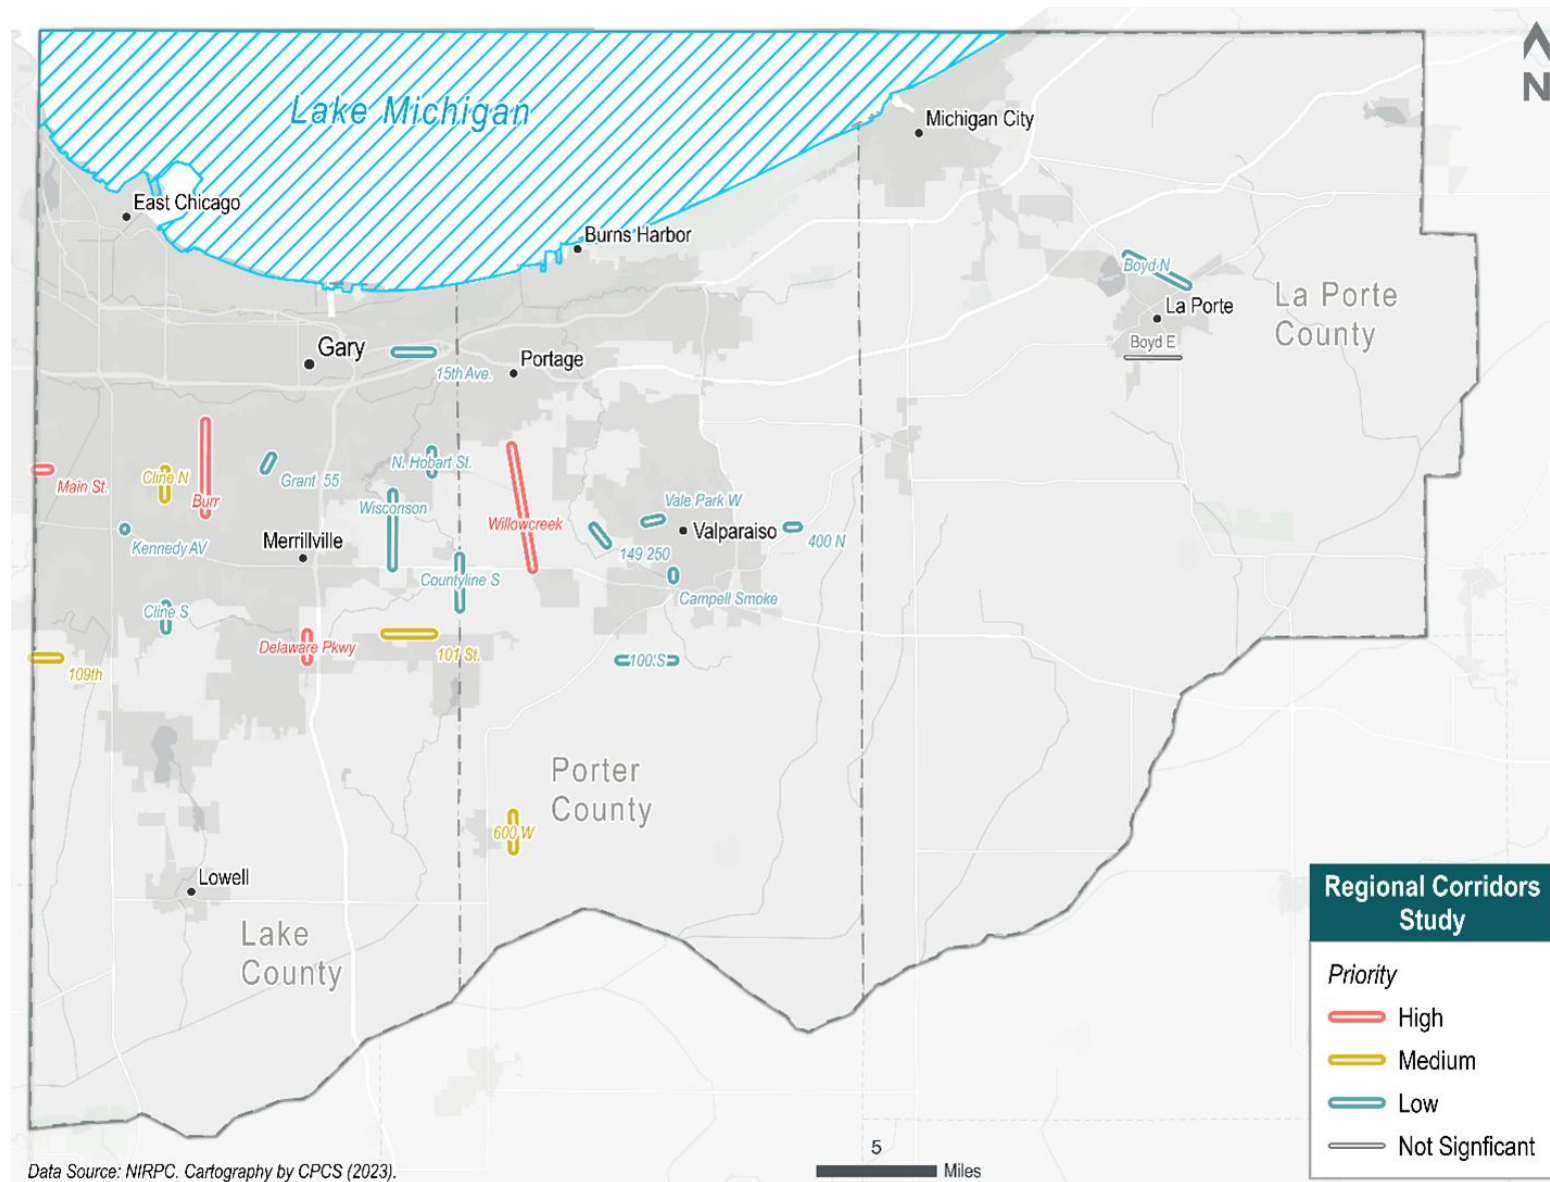 N
Lake Michigan
Michigan City
East Chicago
Burns Harbor
Boyd N
La Porte
La Porte
County
Boyd E
Gary
15th Ave.
Portage
Main St.
Cline N
Burr
Grant 55
N. Hobart St.
Wisconson
Willowcreek
Vale Park W
Valparaiso
400 N
149 250
Kennedy AV
Merrillville
Countyline S
Campell Smoke
Cline S
Delaware Pkwy
101 St.
100 S
109th
Porter
County
600 W
Lowell
Lake
County
Regional Corridors
Study
Priority
High
Medium
Low
Not Signficant
5
Miles
Data Source: NIRPC. Cartography by CPCS (2023).